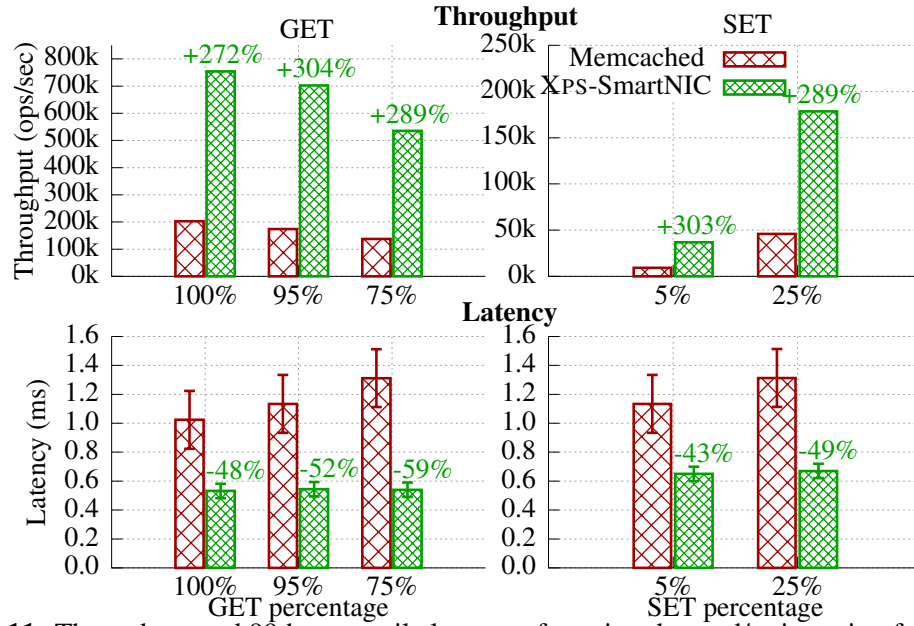 Throughput
GET
SET
Throughput (ops/sec)
800k
700k
600k
500k
400k
300k
200k
100k
0k
+272%
+304%
+289%
100%
95%
75%
250k
200k
150k
100k
50k
0k
Memcached
XPS-SmartNIC
+303%
+289%
5%
25%
Latency
Latency (ms)
1.6
1.4
1.2
1.0
0.8
0.6
0.4
0.2
0.0
-48%
-52%
-59%
100%
95%
75%
GET percentage
1.6
1.4
1.2
1.0
0.8
0.6
0.4
0.2
0.0
-43%
-49%
5%
25%
SET percentage